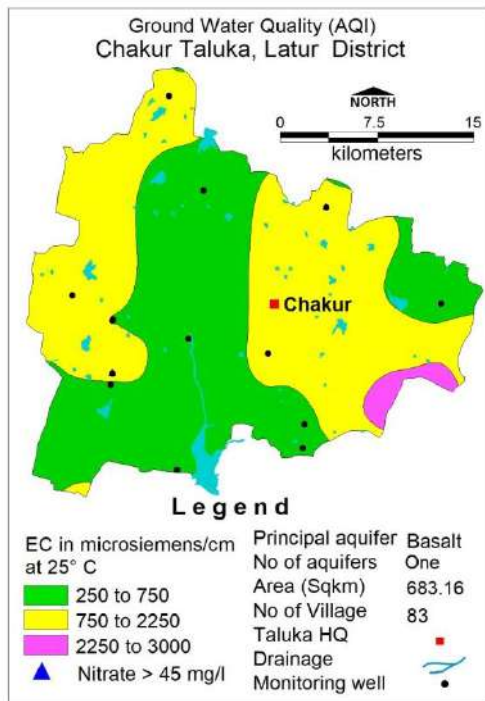 Ground Water Quality (AQI)
Chakur Taluka, Latur District
NORTH
0 7.5 15
kilometers
Chakur
Legend
EC in microsiemens/cm
at 25° C
250 to 750
750 to 2250
2250 to 3000
Nitrate > 45 mg/l
Principal aquifer Basalt
No of aquifers One
Area (Sqkm) 683.16
No of Village 83
Taluka HQ
Drainage
Monitoring well